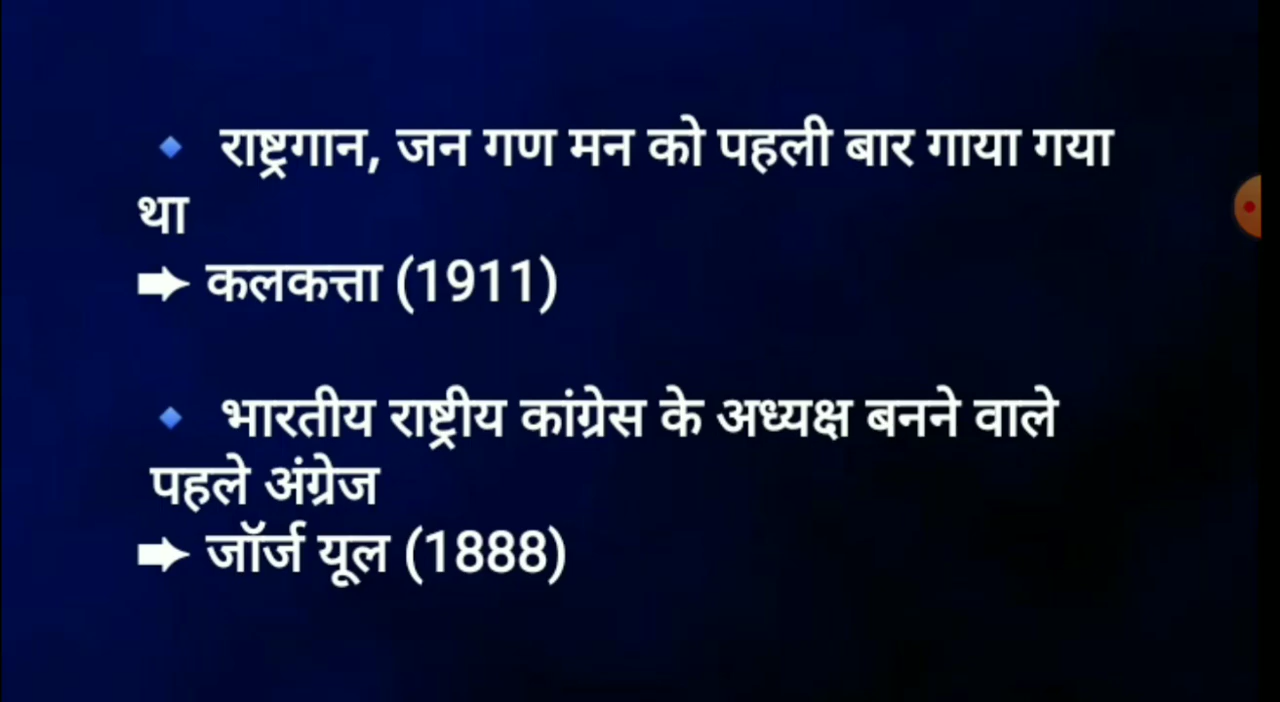 🔹 राष्ट्रगान, जन गण मन को पहली बार गाया गया
था
➡ कलकत्ता (1911)
🔹 भारतीय राष्ट्रीय कांग्रेस के अध्यक्ष बनने वाले
पहले अंग्रेज
➡ जॉर्ज यूल (1888)